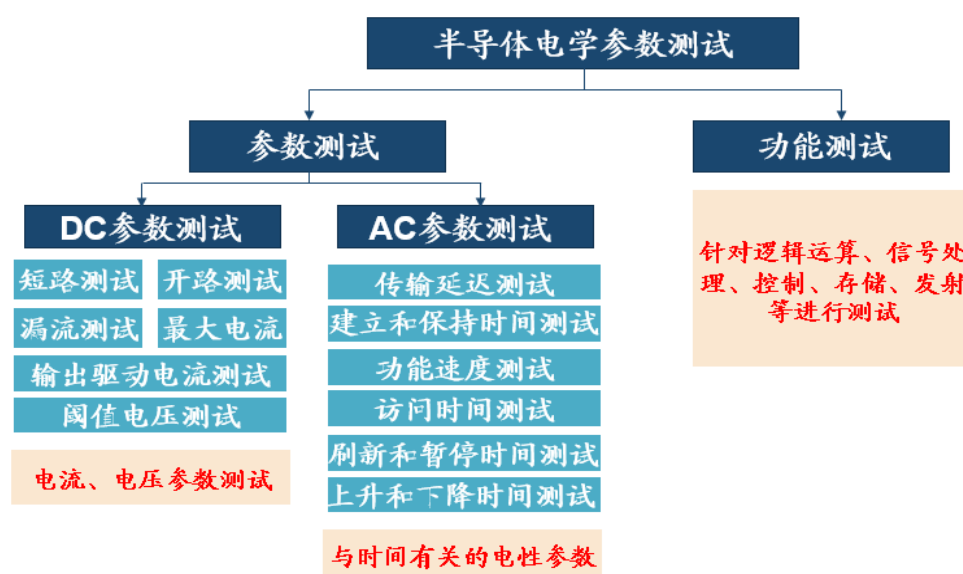 半导体电学参数测试
参数测试
功能测试
DC参数测试
AC参数测试
短路测试
开路测试
漏流测试
最大电流
输出驱动电流测试
阈值电压测试
电流、电压参数测试
传输延迟测试
建立和保持时间测试
功能速度测试
访问时间测试
刷新和暂停时间测试
上升和下降时间测试
与时间有关的电性参数
针对逻辑运算、信号处
理、控制、存储、发射
等进行测试